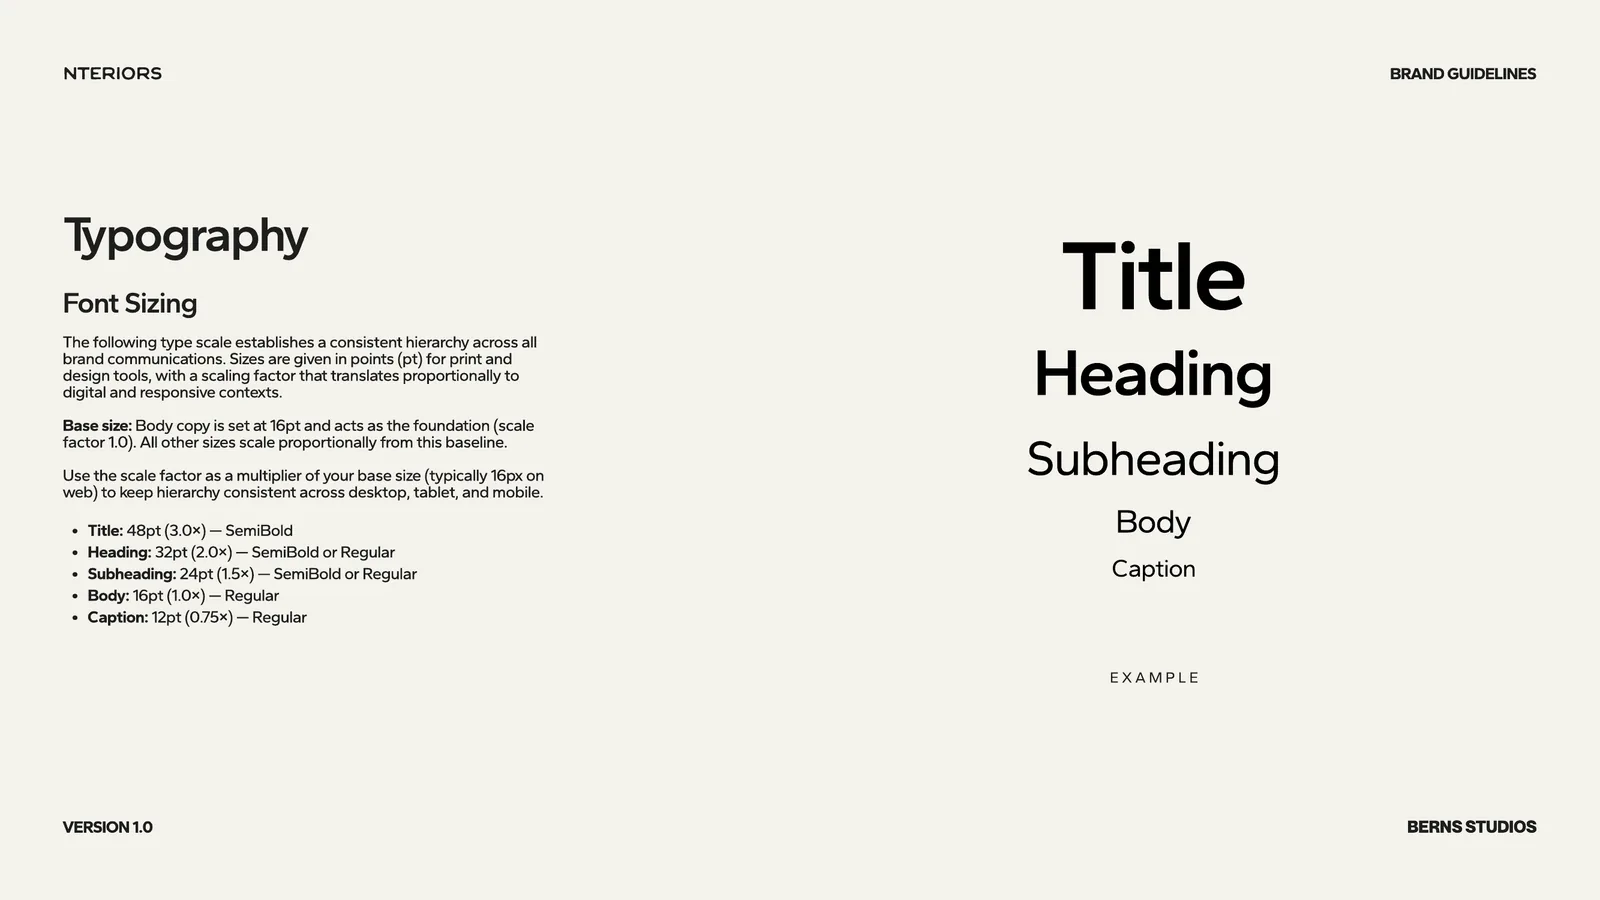 NTERIORS
BRAND GUIDELINES
Typography
Font Sizing
The following type scale establishes a consistent hierarchy across all
brand communications. Sizes are given in points (pt) for print and
design tools, with a scaling factor that translates proportionally to
digital and responsive contexts.
Base size: Body copy is set at 16pt and acts as the foundation (scale
factor 1.0). All other sizes scale proportionally from this baseline.
Use the scale factor as a multiplier of your base size (typically 16px on
web) to keep hierarchy consistent across desktop, tablet, and mobile.
• Title: 48pt (3.0×) — SemiBold
• Heading: 32pt (2.0×) — SemiBold or Regular
• Subheading: 24pt (1.5×) — SemiBold or Regular
• Body: 16pt (1.0×) — Regular
• Caption: 12pt (0.75×) — Regular
Title
Heading
Subheading
Body
Caption
EXAMPLE
VERSION 1.0
BERNS STUDIOS